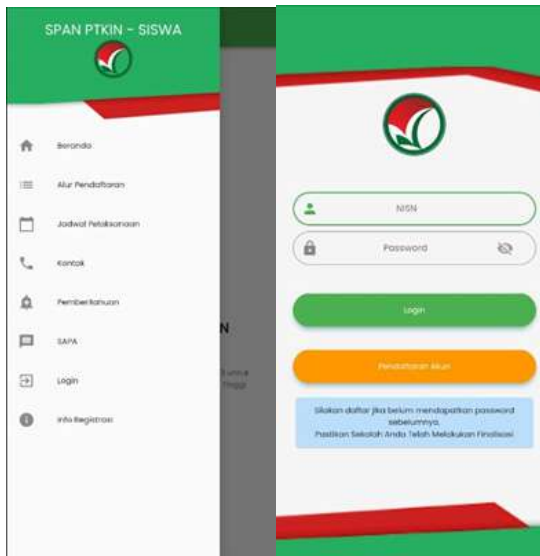 SPAN PTKIN - SISWA
Beranda
Alur Pendaftaran
Jadwal Pelaksanaan
Kontak
Pemberitahuan
SAPA
Login
Info Registrasi
N
NISN
Password
Login
Pendaftaran Akun
Silakan daftar jika belum mendapatkan password
sebelumnya.
Pastikan Sekolah Anda Telah Melakukan Finalisasi